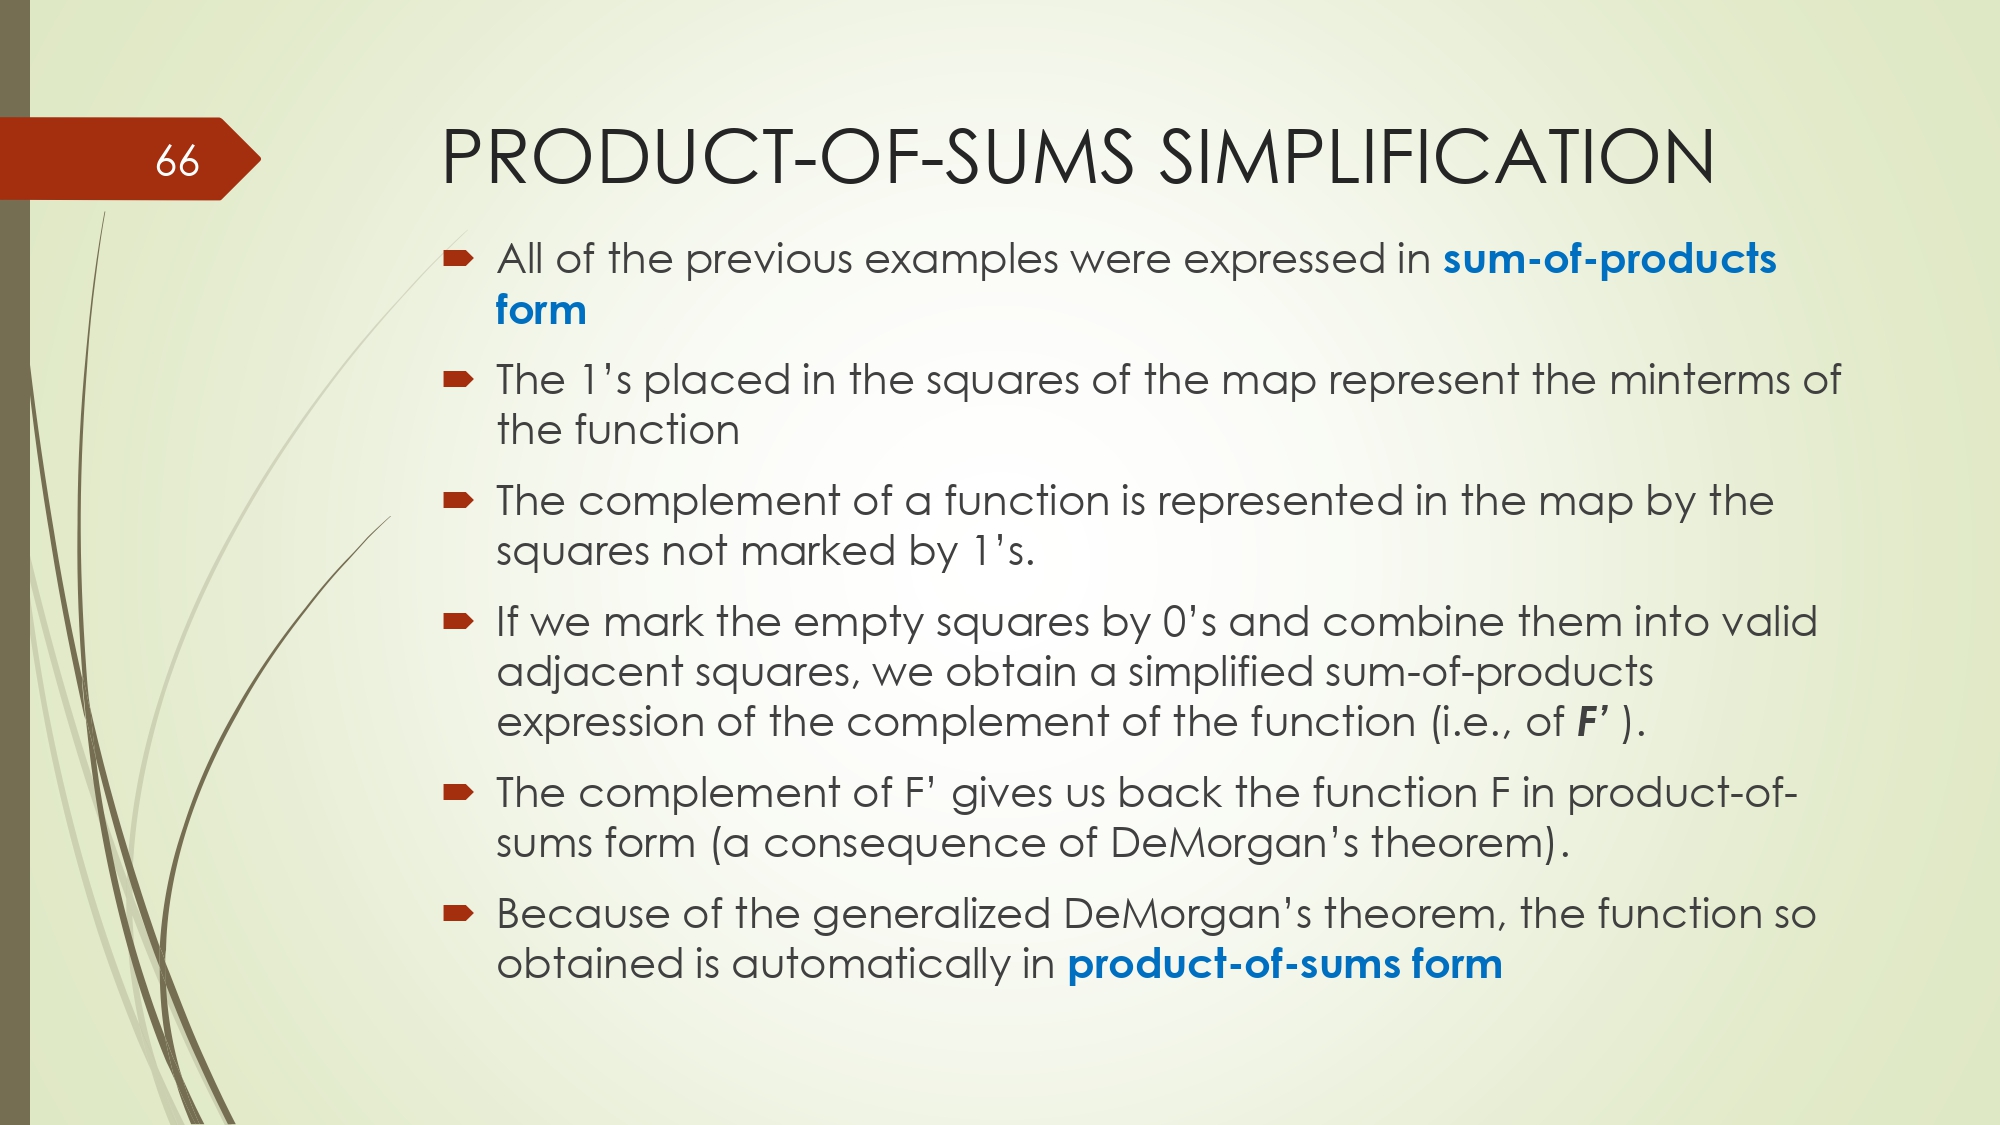 66
PRODUCT-OF-SUMS SIMPLIFICATION
All of the previous examples were expressed in sum-of-products
form
The 1’s placed in the squares of the map represent the minterms of
the function
The complement of a function is represented in the map by the
squares not marked by 1’s.
If we mark the empty squares by 0’s and combine them into valid
adjacent squares, we obtain a simplified sum-of-products
expression of the complement of the function (i.e., of F’ ).
The complement of F’ gives us back the function F in product-of-
sums form (a consequence of DeMorgan’s theorem).
Because of the generalized DeMorgan’s theorem, the function so
obtained is automatically in product-of-sums form